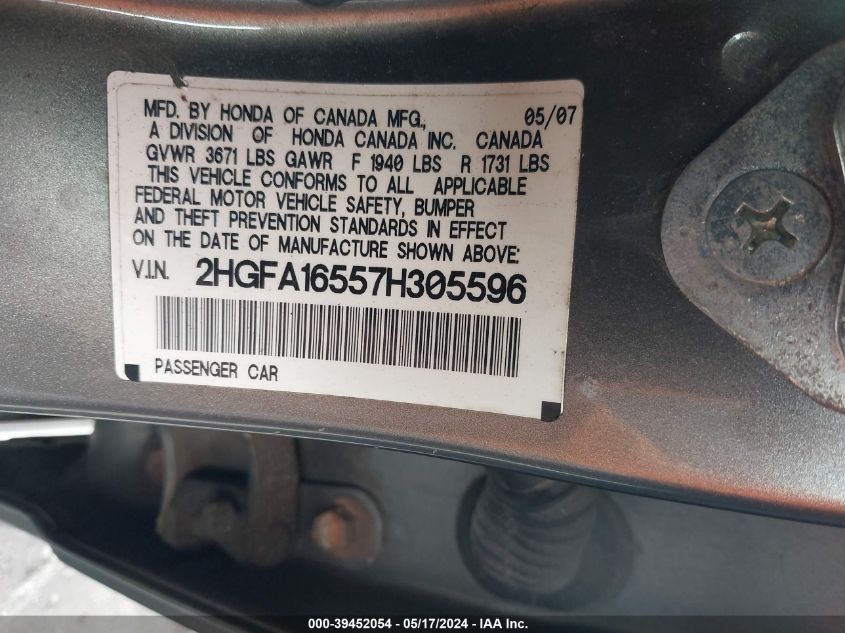 MFD. BY HONDA OF CANADA MFG., 05/07
A DIVISION OF HONDA CANADA INC. CANADA
GVWR 3671 LBS GAWR F 1940 LBS R 1731 LBS
THIS VEHICLE CONFORMS TO ALL APPLICABLE
FEDERAL MOTOR VEHICLE SAFETY, BUMPER
AND THEFT PREVENTION STANDARDS IN EFFECT
ON THE DATE OF MANUFACTURE SHOWN ABOVE:
V.I.N. 2HGFA16557H305596
PASSENGER CAR
000-39452054 - 05/17/2024 - IAA Inc.